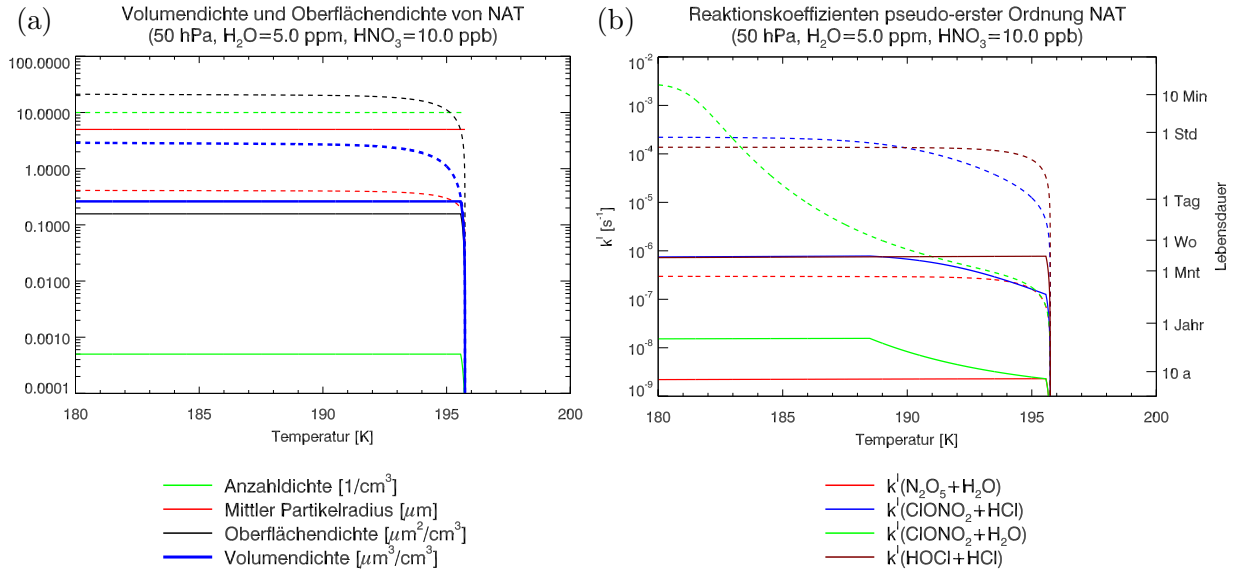 (a)
Volumendichte und Oberflächendichte von NAT
(50 hPa, H₂O=5.0 ppm, HNO₃=10.0 ppb)
100.0000
10.0000
1.0000
0.1000
0.0100
0.0010
0.0001
180
185
190
195
200
Temperatur [K]
Anzahldichte [1/cm³]
Mittler Partikelradius [μm]
Oberflächendichte [μm²/cm³]
Volumendichte [μm³/cm³]
(b)
Reaktionskoeffizienten pseudo-erster Ordnung NAT
(50 hPa, H₂O=5.0 ppm, HNO₃=10.0 ppb)
10⁻²
10⁻³
10⁻⁴
10⁻⁵
10⁻⁶
10⁻⁷
10⁻⁸
10⁻⁹
kᴵ [s⁻¹]
180
185
190
195
200
Temperatur [K]
10 Min
1 Std
1 Tag
1 Wo
1 Mnt
1 Jahr
10 a
Lebensdauer
kᴵ(N₂O₅+H₂O)
kᴵ(ClONO₂+HCl)
kᴵ(ClONO₂+H₂O)
kᴵ(HOCl+HCl)